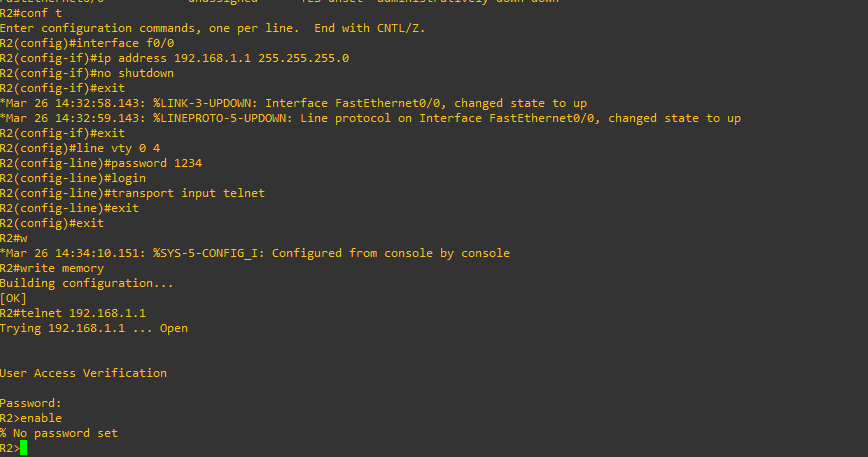 FastEthernet0/0 unassigned YES unset administratively down down
R2#conf t
Enter configuration commands, one per line.  End with CNTL/Z.
R2(config)#interface f0/0
R2(config-if)#ip address 192.168.1.1 255.255.255.0
R2(config-if)#no shutdown
R2(config-if)#exit
*Mar 26 14:32:58.143: %LINK-3-UPDOWN: Interface FastEthernet0/0, changed state to up
*Mar 26 14:32:59.143: %LINEPROTO-5-UPDOWN: Line protocol on Interface FastEthernet0/0, changed state to up
R2(config-if)#exit
R2(config)#line vty 0 4
R2(config-line)#password 1234
R2(config-line)#login
R2(config-line)#transport input telnet
R2(config-line)#exit
R2(config)#exit
R2#w
*Mar 26 14:34:10.151: %SYS-5-CONFIG_I: Configured from console by console
R2#write memory
Building configuration...
[OK]
R2#telnet 192.168.1.1
Trying 192.168.1.1 ... Open
User Access Verification
Password:
R2>enable
% No password set
R2>